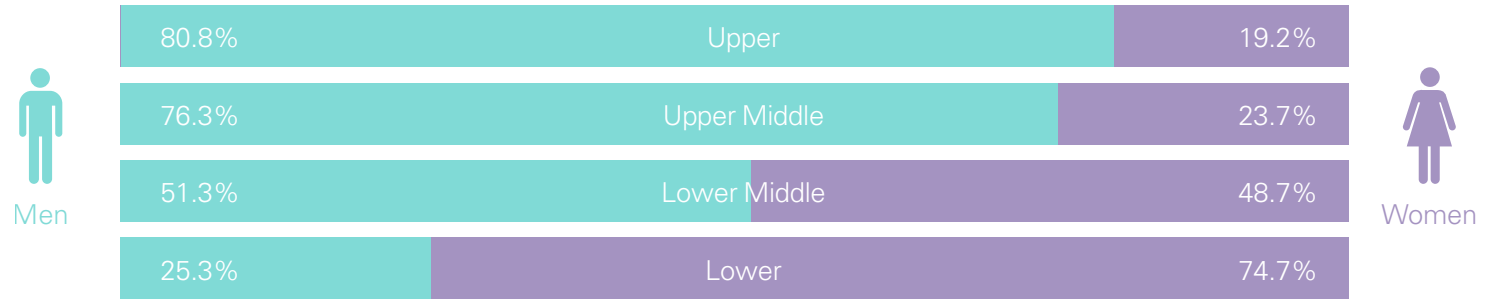 80.8% Upper 19.2%
76.3% Upper Middle 23.7%
51.3% Lower Middle 48.7%
Men
Women
25.3% Lower 74.7%